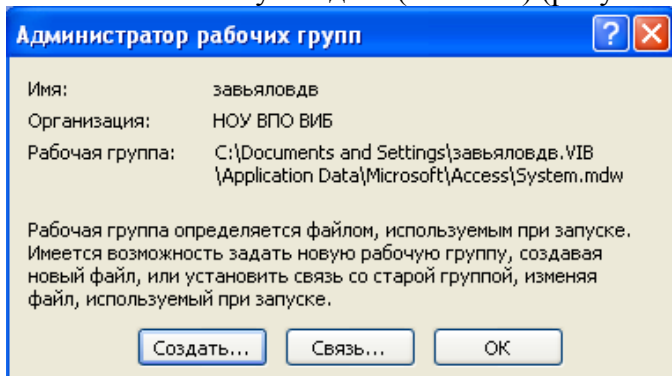 Администратор рабочих групп
Имя: завьяловдв
Организация: НОУ ВПО ВИБ
Рабочая группа: C:\Documents and Settings\завьяловдв.VIB
\Application Data\Microsoft\Access\System.mdw
Рабочая группа определяется файлом, используемым при запуске.
Имеется возможность задать новую рабочую группу, создавая
новый файл, или установить связь со старой группой, изменяя
файл, используемый при запуске.
Создать... Связь... OK